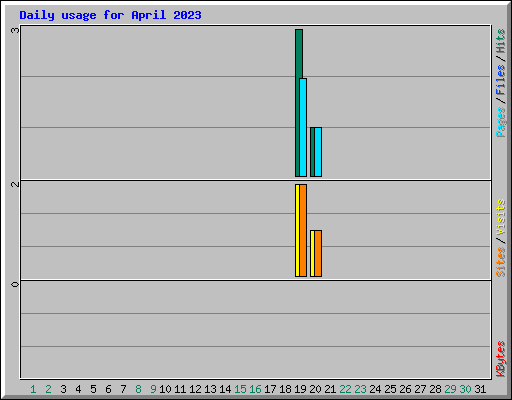 Daily usage for April 2023
3
2
0
Pages / Files / Hits
Sites / Visits
KBytes
1 2 3 4 5 6 7 8 9 10 11 12 13 14 15 16 17 18 19 20 21 22 23 24 25 26 27 28 29 30 31